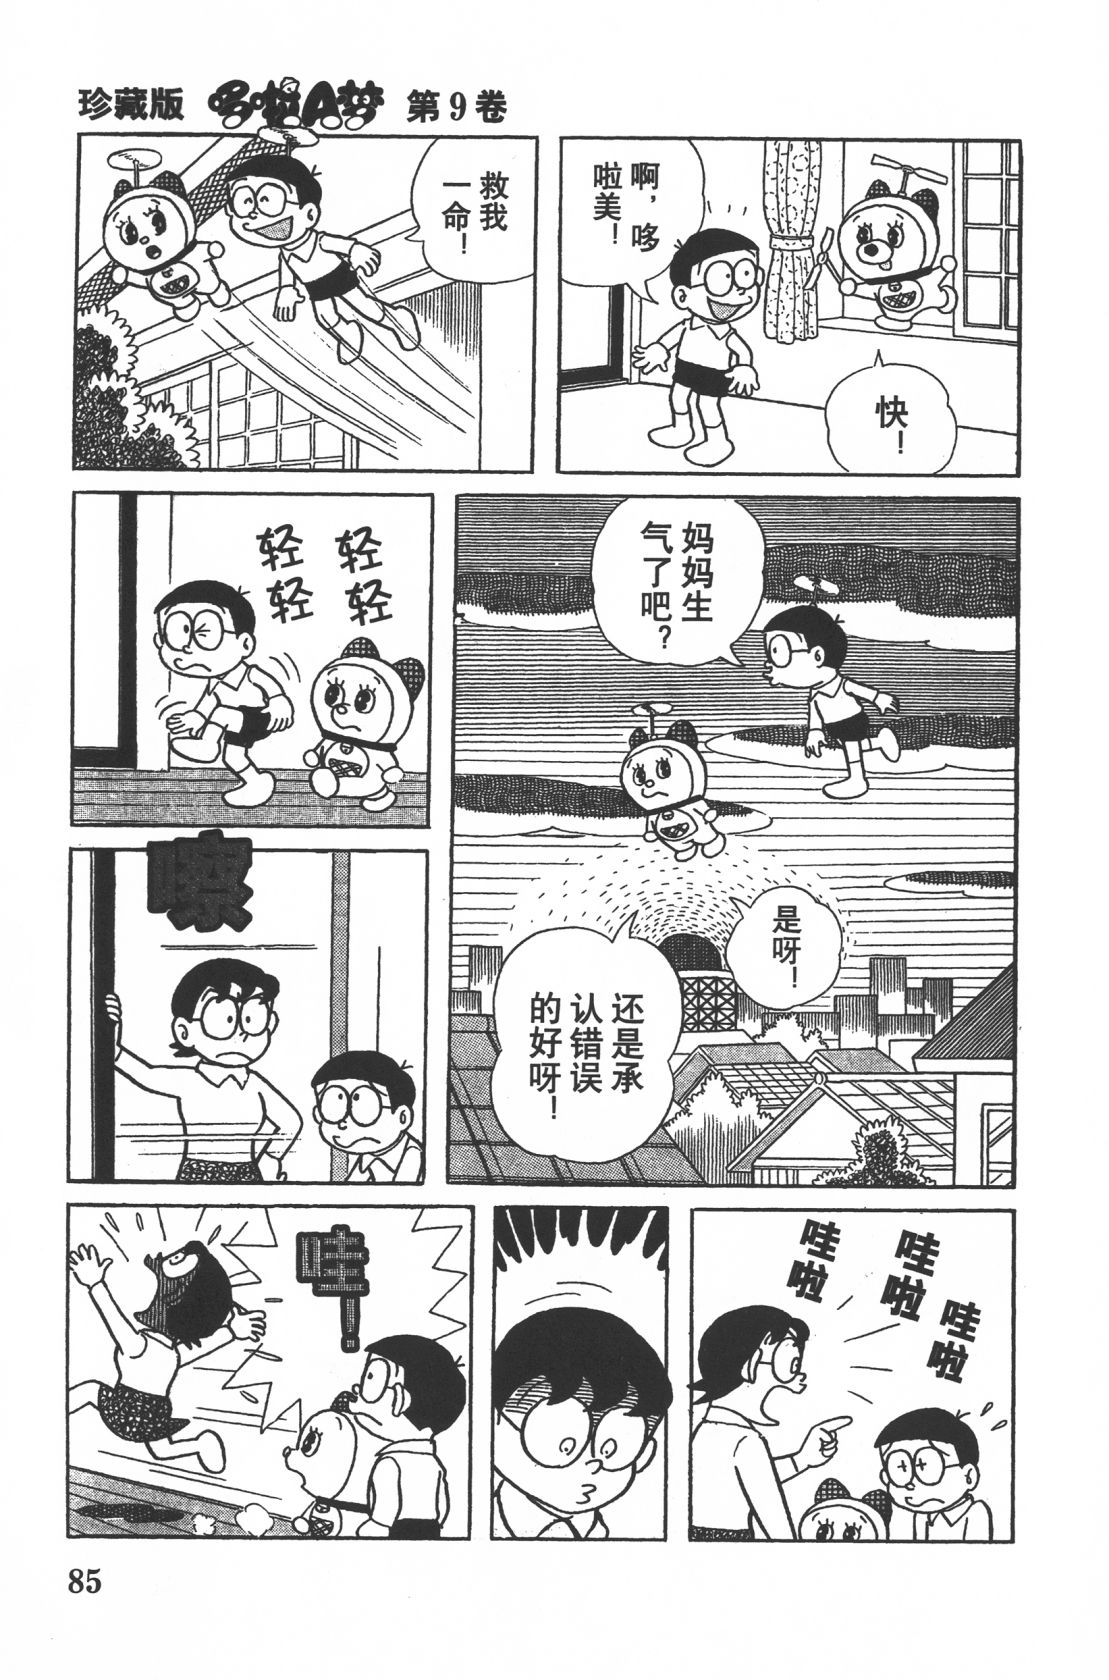 珍藏版 哆啦A梦 第9卷
啊，哆
啦美！
快！
救我
一命！
妈妈生
气了吧？
是呀！
还是承
认错误
的好呀！
轻轻
轻轻
嚓
哇啦
哇啦
哇啦
哇！
85